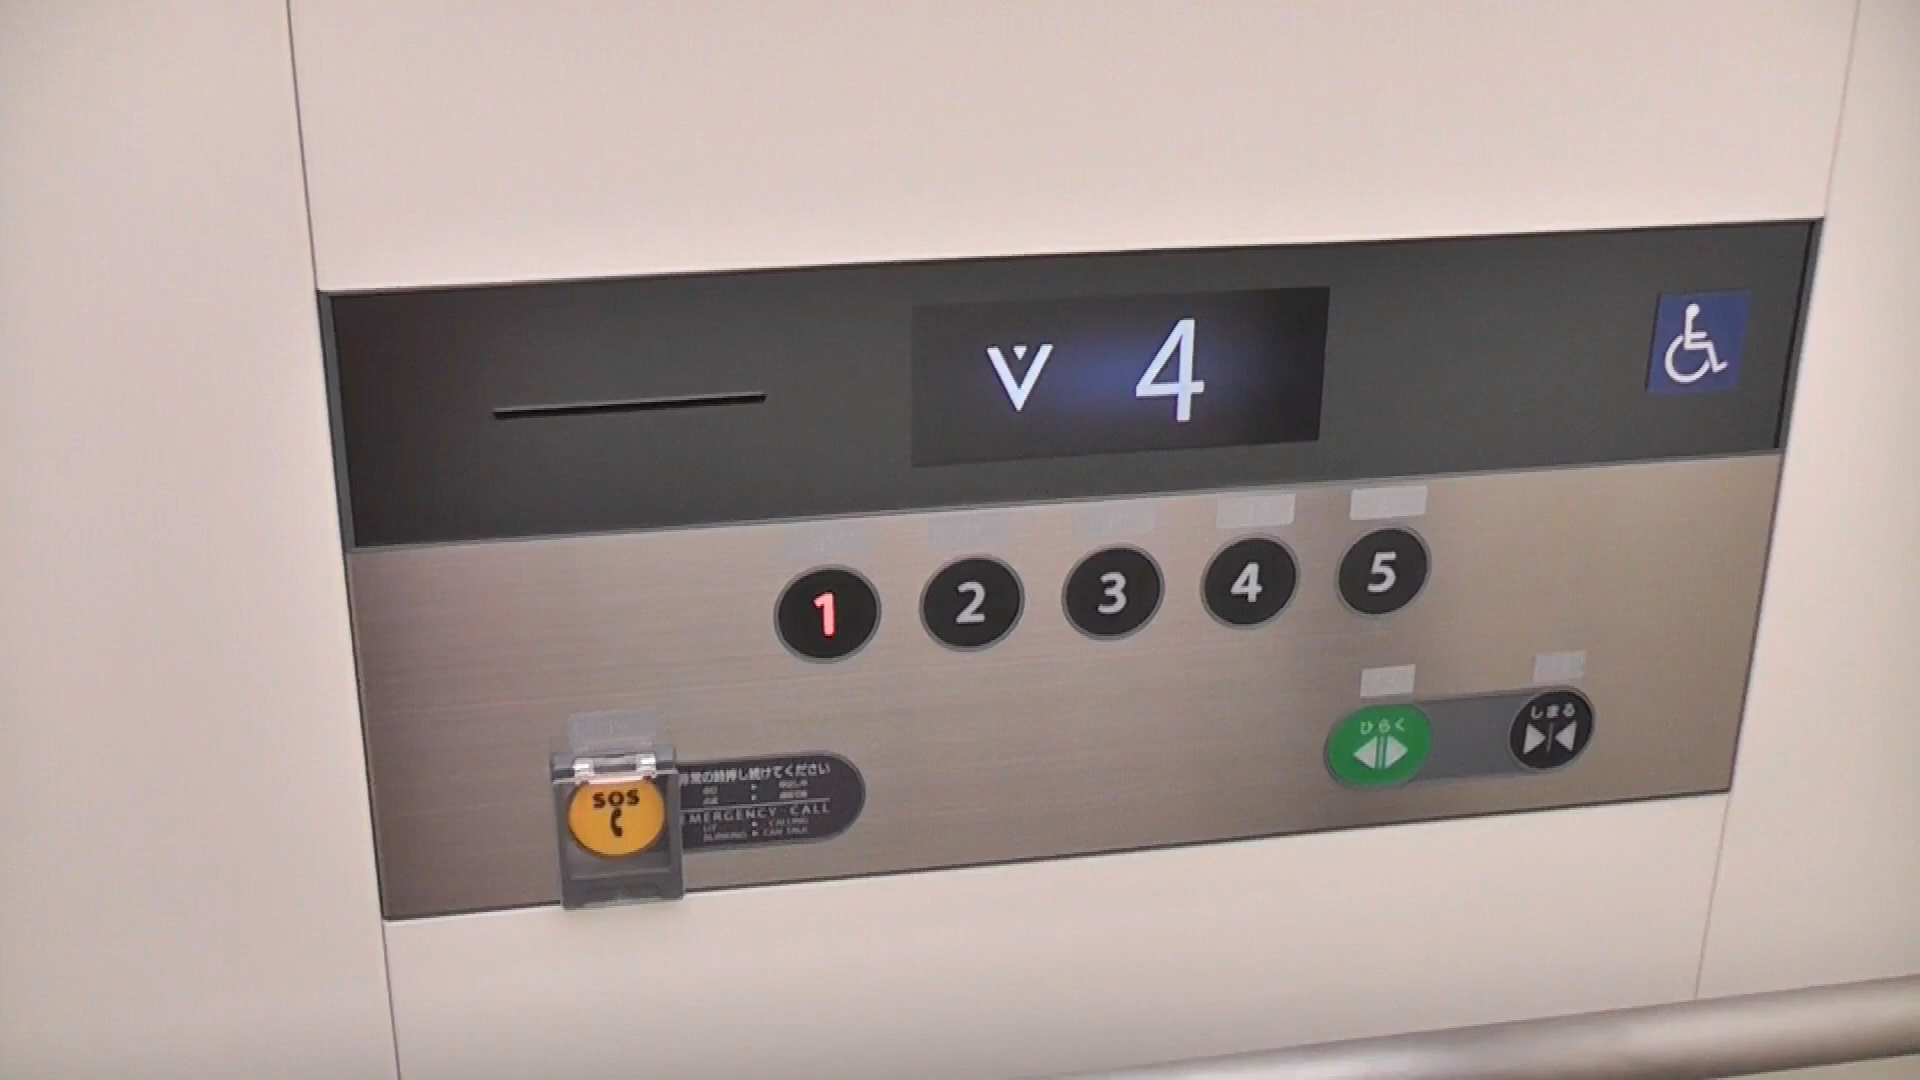 4
1 2 3 4 5
ひらく
しまる
SOS
非常の時押し続けてください
EMERGENCY CALL
LIT ▶ CALLING
BLINKING ▶ CAN TALK